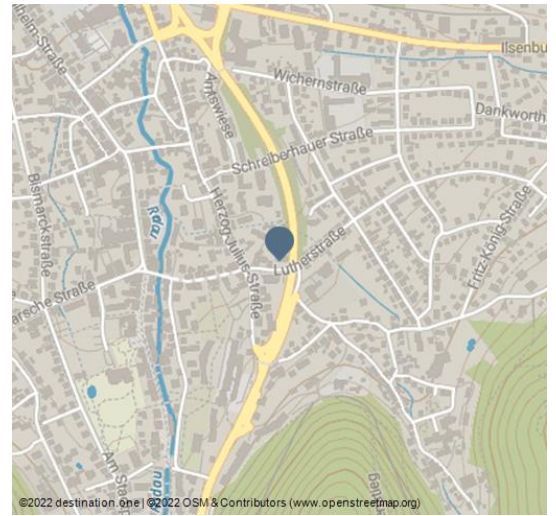 Ilsenbu
Wichernstraße
Dankworth
Amtswiese
Schreiberhauer Straße
Bismarckstraße
Radau
Herzog-Julius-Straße
Lutherstraße
Fritz-König-Straße
arsche Straße
Am Sta
adau
©2022 destination.one | ©2022 OSM & Contributors (www.openstreetmap.org)